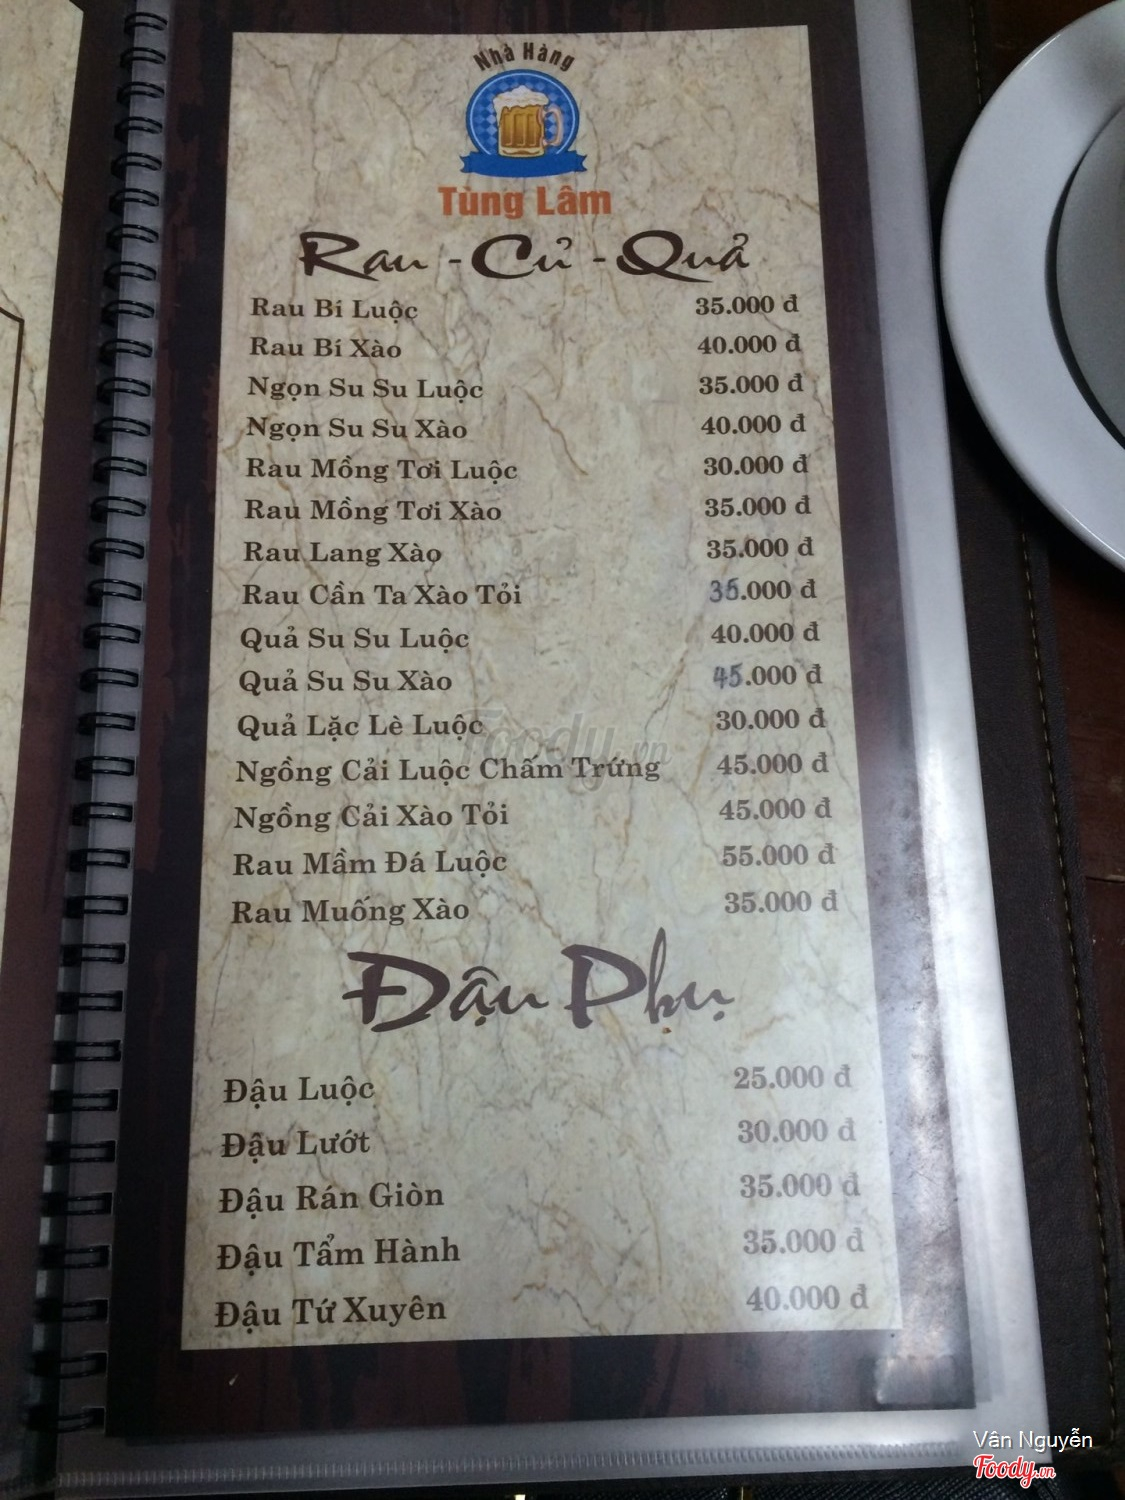 Nhà Hàng
Tùng Lâm
Rau - Củ - Quả
Rau Bí Luộc 35.000 đ
Rau Bí Xào 40.000 đ
Ngọn Su Su Luộc 35.000 đ
Ngọn Su Su Xào 40.000 đ
Rau Mồng Tơi Luộc 30.000 đ
Rau Mồng Tơi Xào 35.000 đ
Rau Lang Xào 35.000 đ
Rau Cần Ta Xào Tỏi 35.000 đ
Quả Su Su Luộc 40.000 đ
Quả Su Su Xào 45.000 đ
Quả Lặc Lè Luộc 30.000 đ
Foody.vn
Ngồng Cải Luộc Chấm Trứng 45.000 đ
Ngồng Cải Xào Tỏi 45.000 đ
Rau Mầm Đá Luộc 55.000 đ
Rau Muống Xào 35.000 đ
Đậu Phụ
Đậu Luộc 25.000 đ
Đậu Lướt 30.000 đ
Đậu Rán Giòn 35.000 đ
Đậu Tẩm Hành 35.000 đ
Đậu Tứ Xuyên 40.000 đ
Vân Nguyễn
Foody.vn